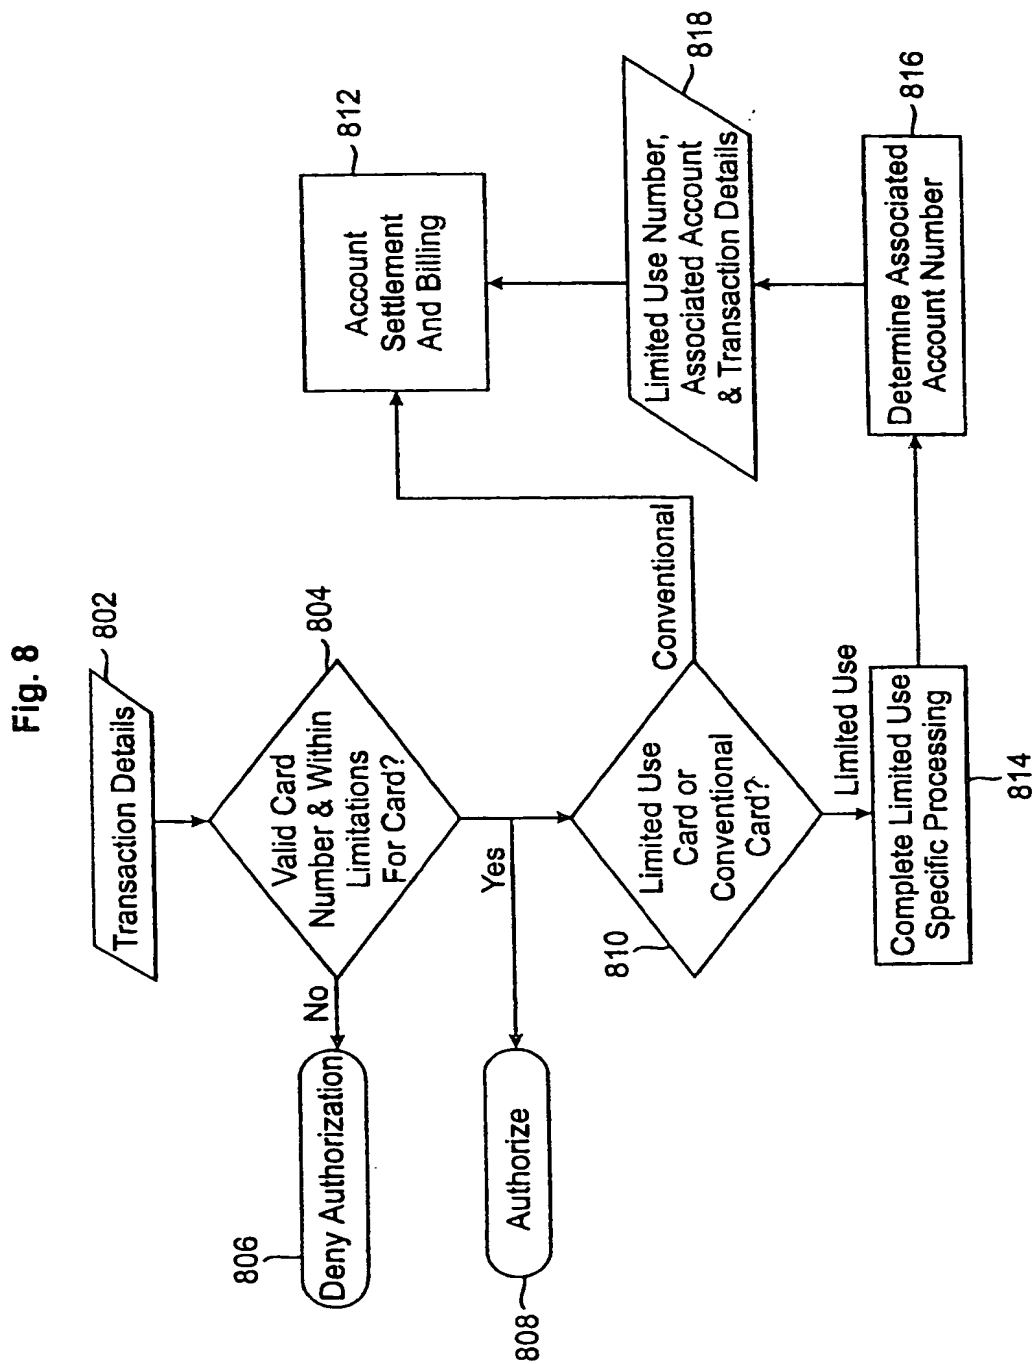 Fig. 8
802
Transaction Details
804
Valid Card
Number & Within
Limitations
For Card?
No
806
Deny Authorization
Yes
808
Authorize
810
Limited Use
Card or
Conventional
Card?
Conventional
812
Account
Settlement
And Billing
Limited Use
Complete Limited Use
Specific Processing
814
Determine Associated
Account Number
816
Limited Use Number,
Associated Account
& Transaction Details
818